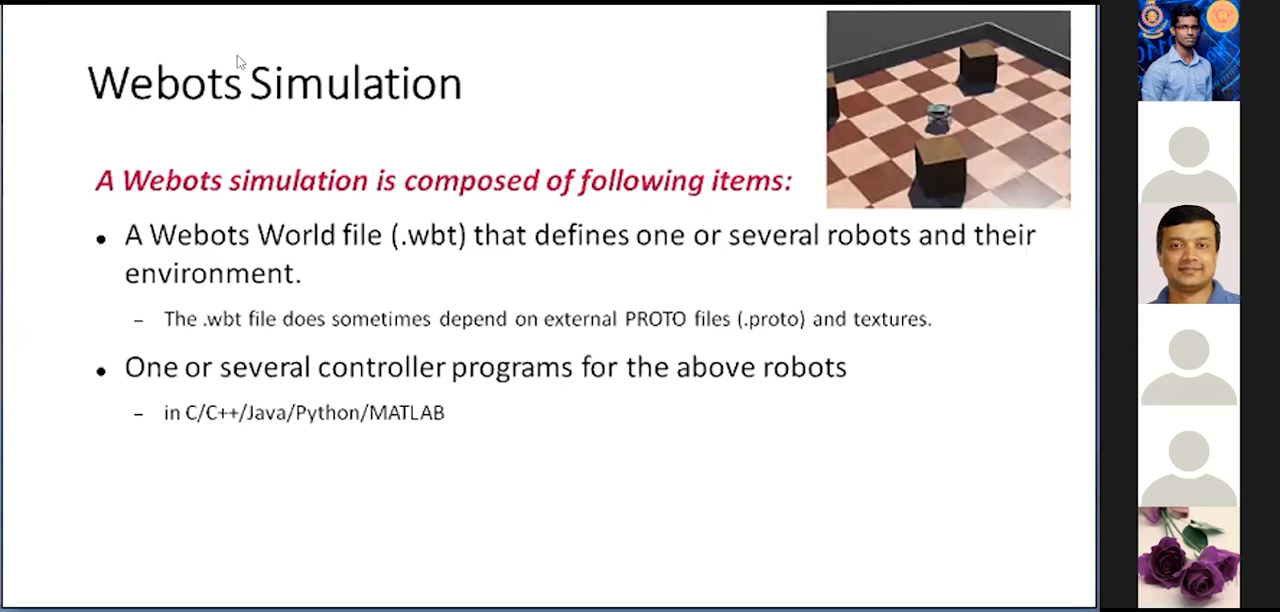 Webots Simulation
A Webots simulation is composed of following items:
• A Webots World file (.wbt) that defines one or several robots and their
environment.
– The .wbt file does sometimes depend on external PROTO files (.proto) and textures.
• One or several controller programs for the above robots
– in C/C++/Java/Python/MATLAB